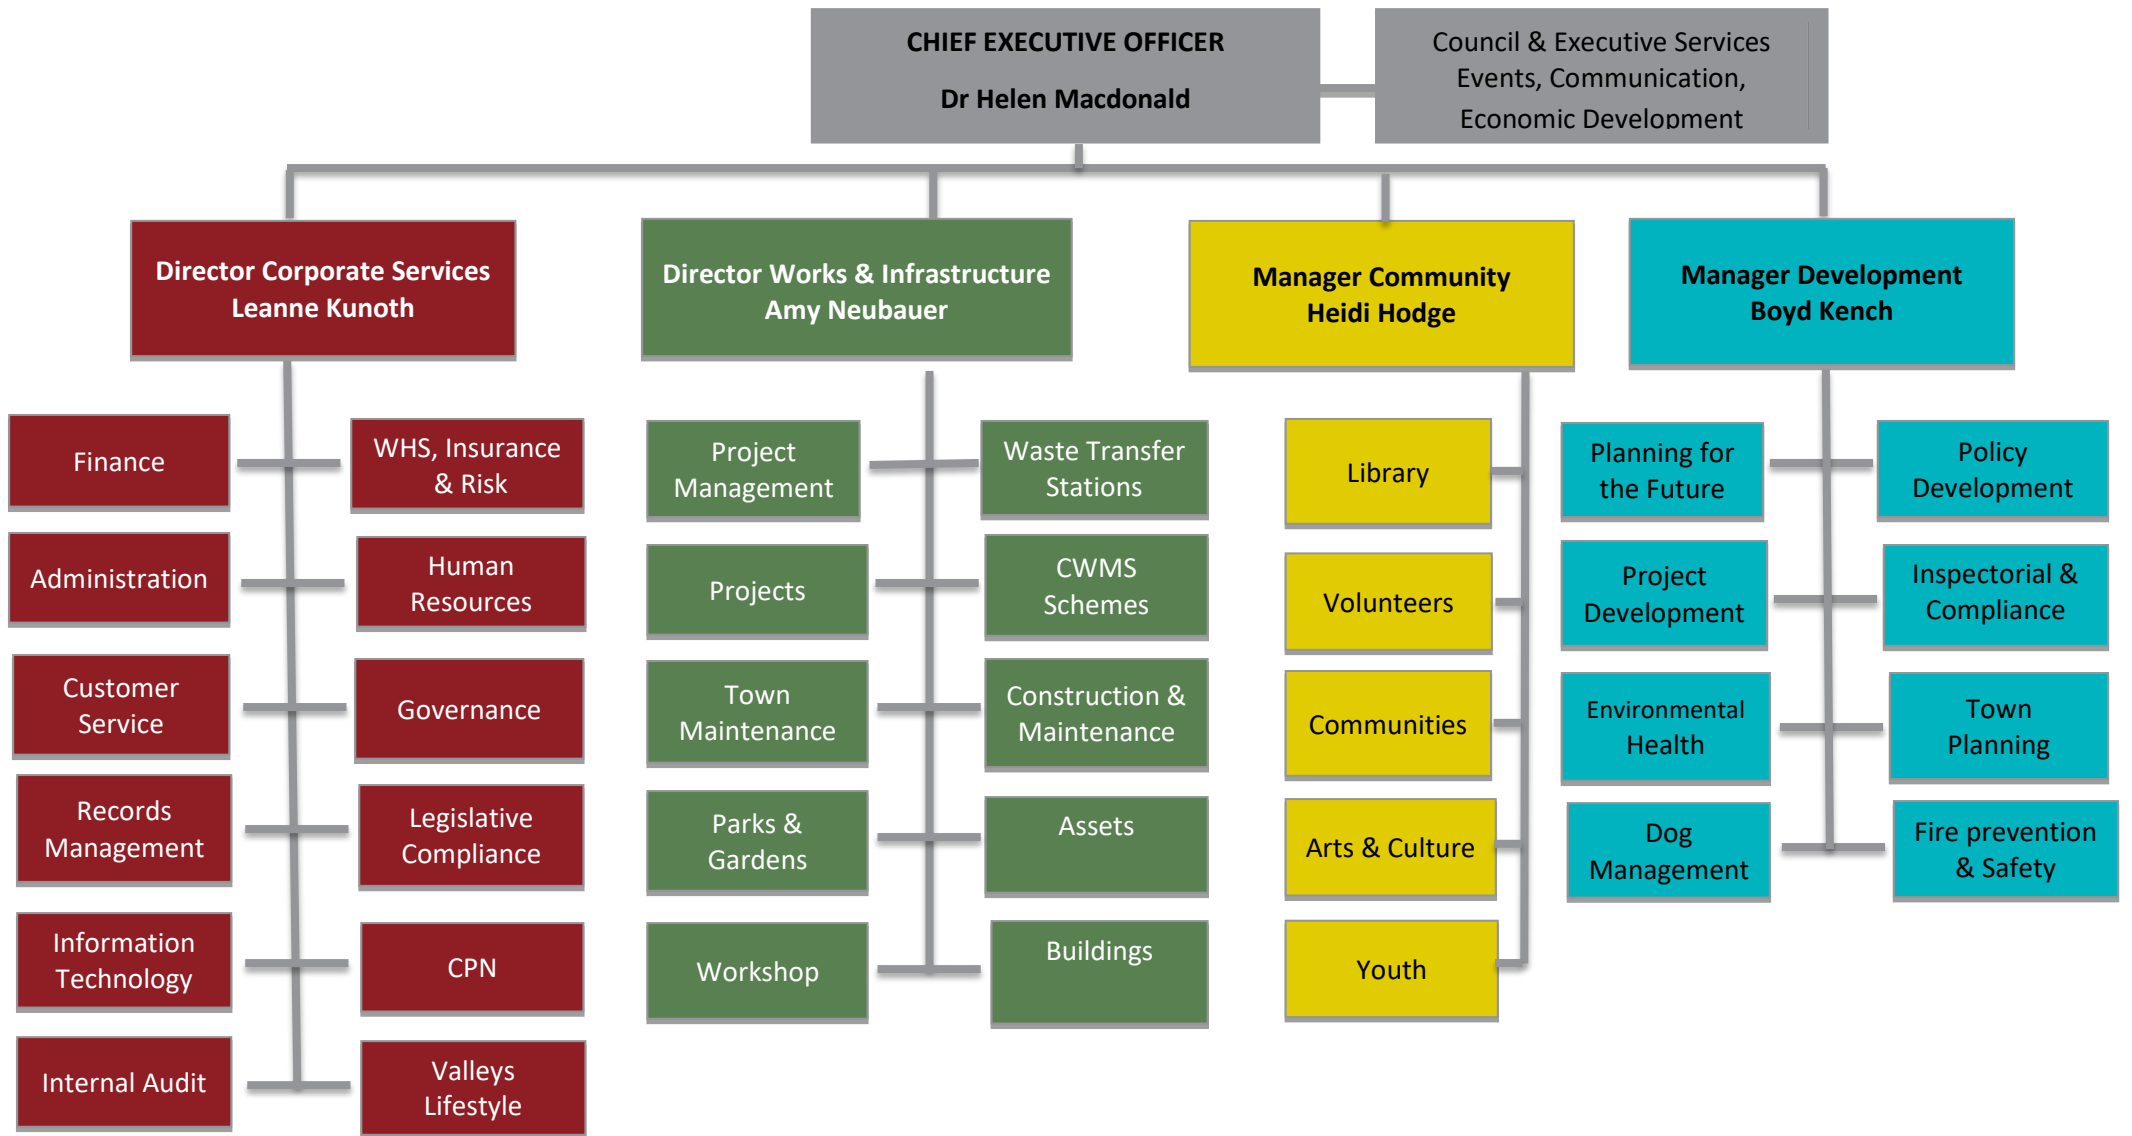 CHIEF EXECUTIVE OFFICER
Dr Helen Macdonald
Council & Executive Services
Events, Communication,
Economic Development
Director Corporate Services
Leanne Kunoth
Director Works & Infrastructure
Amy Neubauer
Manager Community
Heidi Hodge
Manager Development
Boyd Kench
Finance
WHS, Insurance
& Risk
Administration
Human
Resources
Customer
Service
Governance
Records
Management
Legislative
Compliance
Information
Technology
CPN
Internal Audit
Valleys
Lifestyle
Project
Management
Waste Transfer
Stations
Projects
CWMS
Schemes
Town
Maintenance
Construction &
Maintenance
Parks &
Gardens
Assets
Workshop
Buildings
Library
Volunteers
Communities
Arts & Culture
Youth
Planning for
the Future
Policy
Development
Project
Development
Inspectorial &
Compliance
Environmental
Health
Town
Planning
Dog
Management
Fire prevention
& Safety